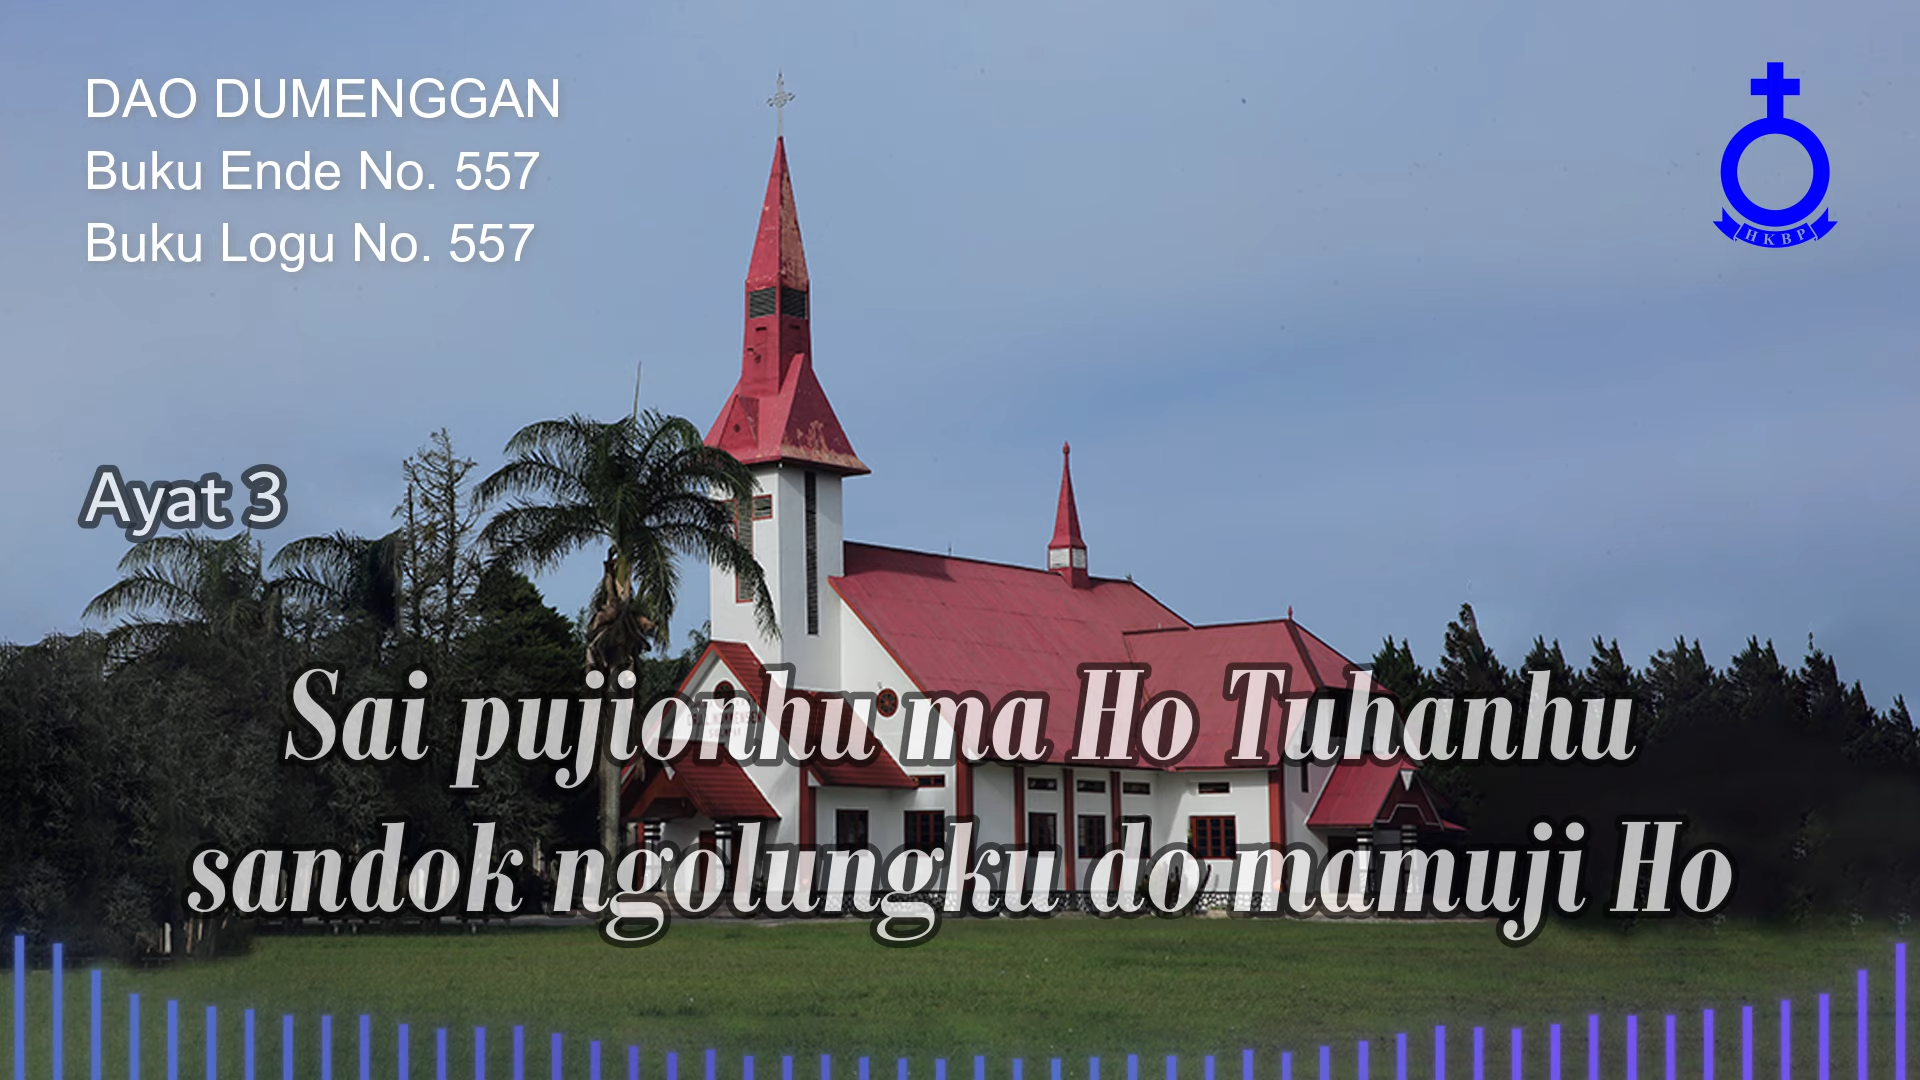 DAO DUMENGGAN
Buku Ende No. 557
Buku Logu No. 557
HKBP
Ayat 3
Sai pujionhu ma Ho Tuhanhu
sandok ngolungku do mamuji Ho